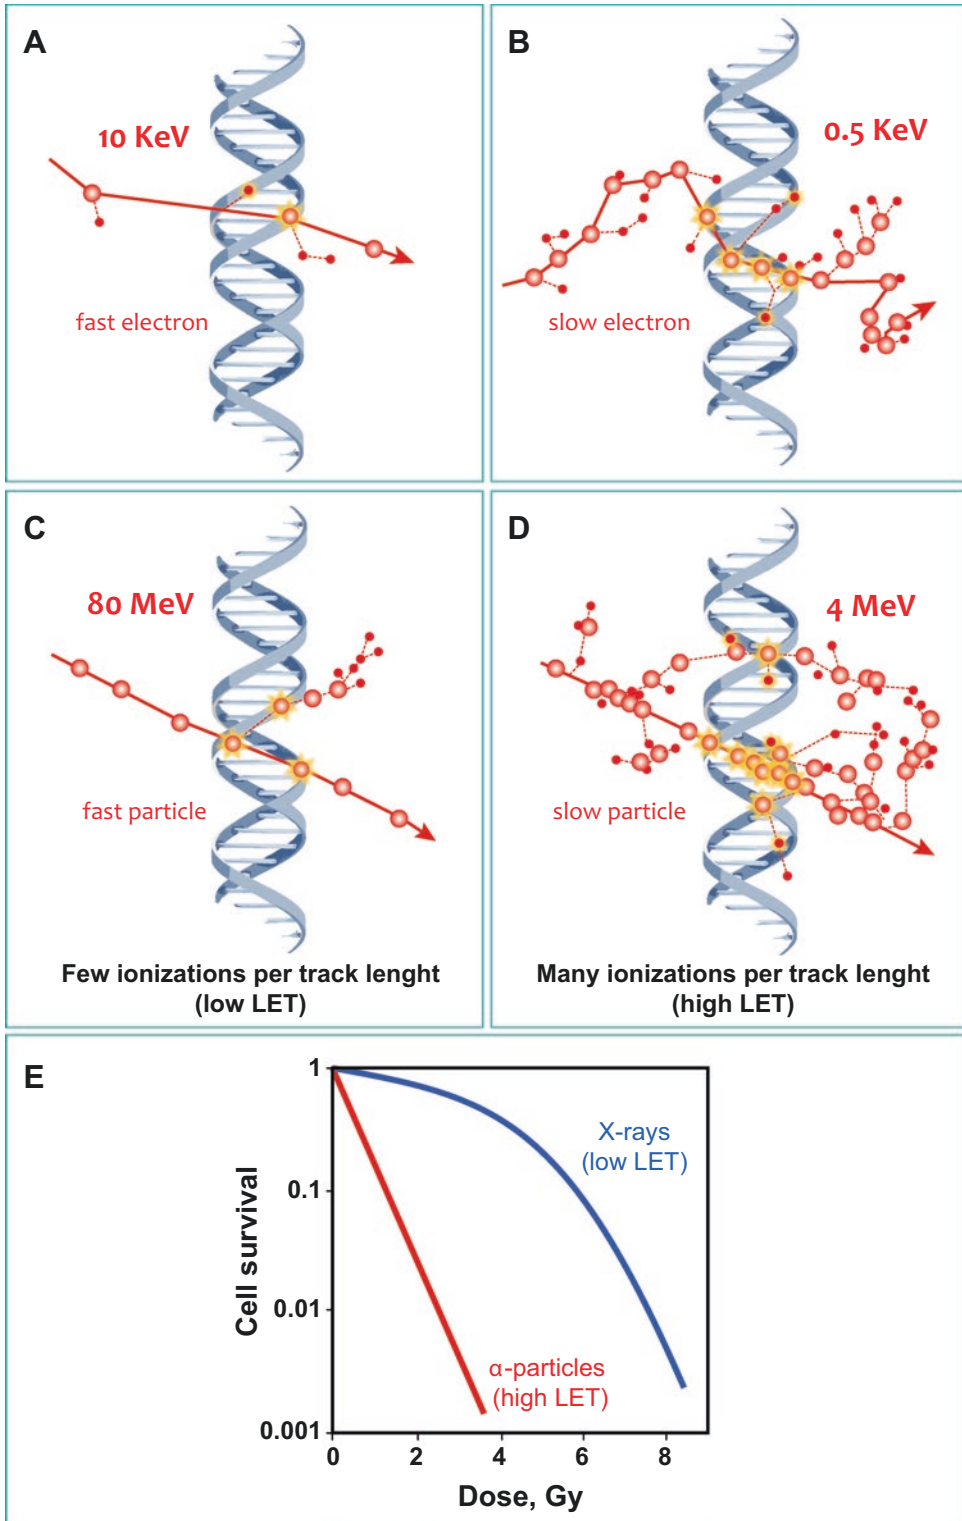 A
10 KeV
fast electron
B
0.5 KeV
slow electron
C
80 MeV
fast particle
Few ionizations per track lenght
(low LET)
D
4 MeV
slow particle
Many ionizations per track lenght
(high LET)
E
Cell survival
1
0.1
0.01
0.001
X-rays
(low LET)
α-particles
(high LET)
0 2 4 6 8
Dose, Gy